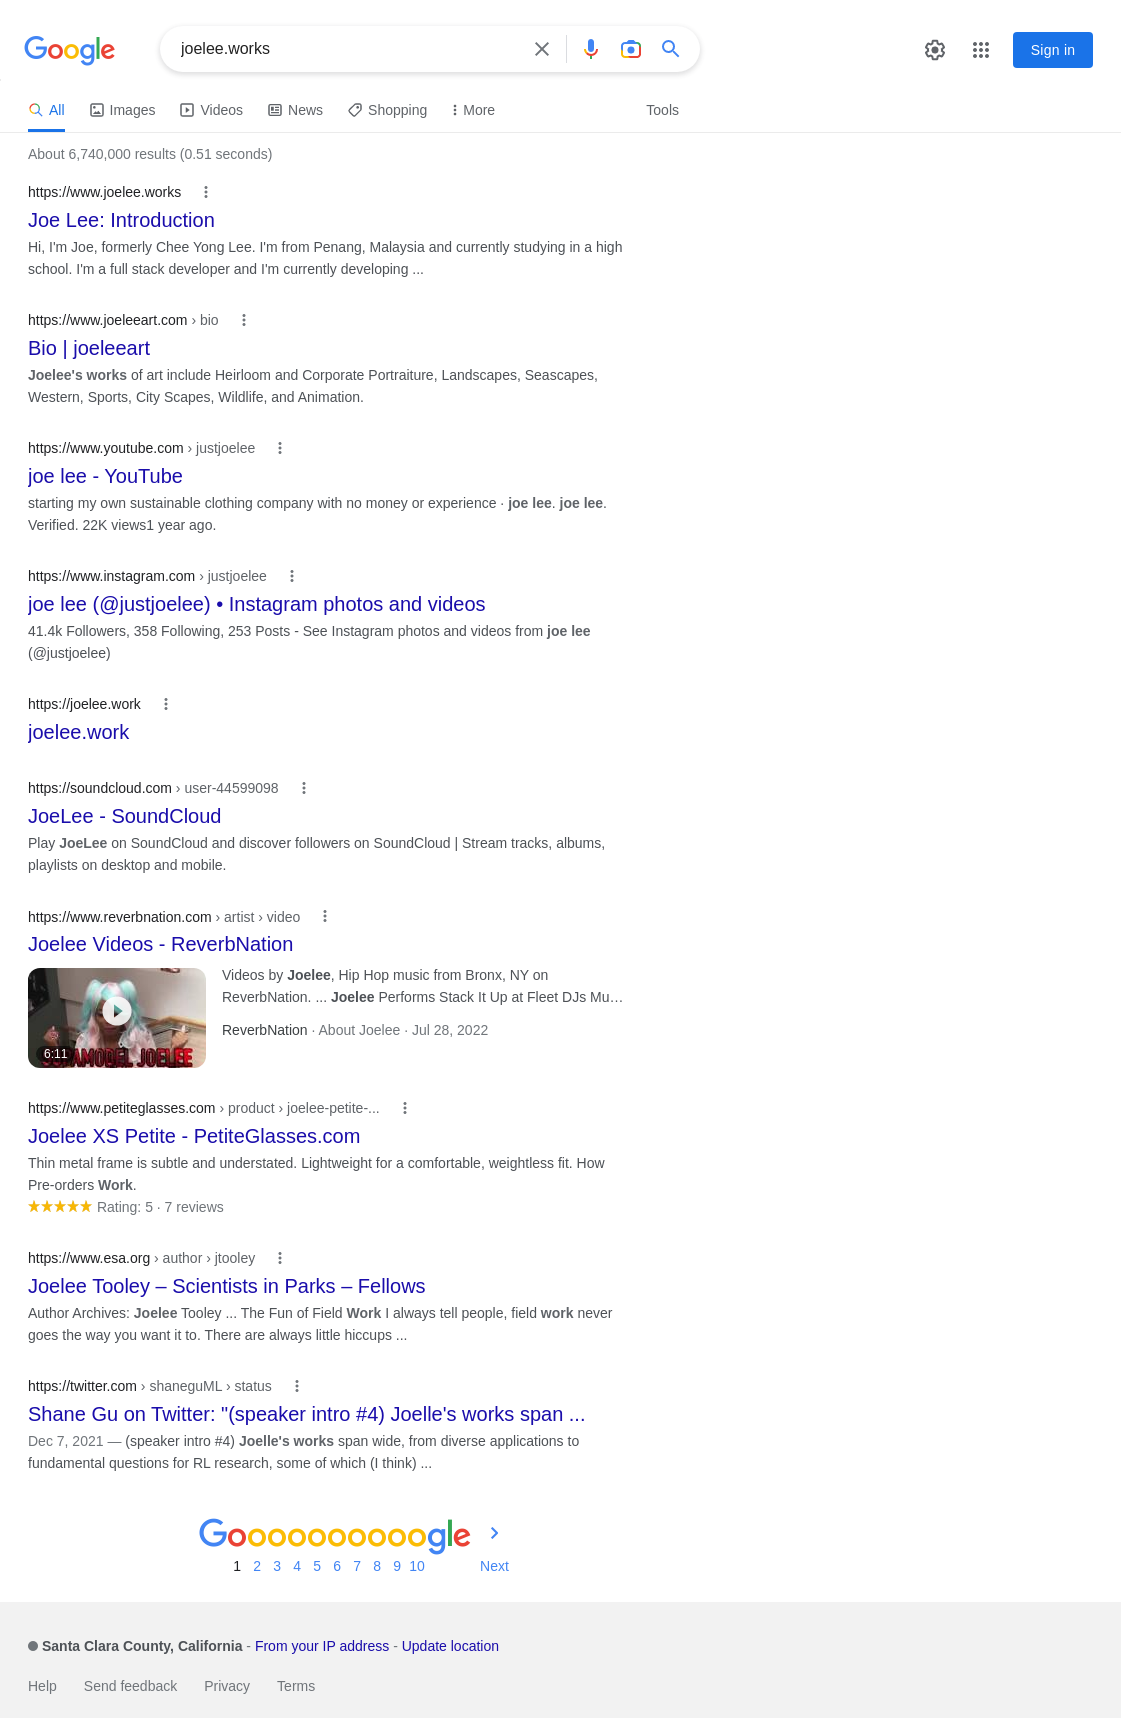 Google
joelee.works
Sign in
All Images Videos News Shopping More Tools
About 6,740,000 results (0.51 seconds)
https://www.joelee.works
Joe Lee: Introduction
Hi, I'm Joe, formerly Chee Yong Lee. I'm from Penang, Malaysia and currently studying in a high
school. I'm a full stack developer and I'm currently developing ...
https://www.joeleeart.com › bio
Bio | joeleeart
Joelee's works of art include Heirloom and Corporate Portraiture, Landscapes, Seascapes,
Western, Sports, City Scapes, Wildlife, and Animation.
https://www.youtube.com › justjoelee
joe lee - YouTube
starting my own sustainable clothing company with no money or experience · joe lee. joe lee.
Verified. 22K views1 year ago.
https://www.instagram.com › justjoelee
joe lee (@justjoelee) • Instagram photos and videos
41.4k Followers, 358 Following, 253 Posts - See Instagram photos and videos from joe lee
(@justjoelee)
https://joelee.work
joelee.work
https://soundcloud.com › user-44599098
JoeLee - SoundCloud
Play JoeLee on SoundCloud and discover followers on SoundCloud | Stream tracks, albums,
playlists on desktop and mobile.
https://www.reverbnation.com › artist › video
Joelee Videos - ReverbNation
Videos by Joelee, Hip Hop music from Bronx, NY on
ReverbNation. ... Joelee Performs Stack It Up at Fleet DJs Mu…
ReverbNation · About Joelee · Jul 28, 2022
6:11
JOELEE
https://www.petiteglasses.com › product › joelee-petite-...
Joelee XS Petite - PetiteGlasses.com
Thin metal frame is subtle and understated. Lightweight for a comfortable, weightless fit. How
Pre-orders Work.
Rating: 5 · 7 reviews
https://www.esa.org › author › jtooley
Joelee Tooley – Scientists in Parks – Fellows
Author Archives: Joelee Tooley ... The Fun of Field Work I always tell people, field work never
goes the way you want it to. There are always little hiccups ...
https://twitter.com › shaneguML › status
Shane Gu on Twitter: "(speaker intro #4) Joelle's works span ...
Dec 7, 2021 — (speaker intro #4) Joelle's works span wide, from diverse applications to
fundamental questions for RL research, some of which (I think) ...
Goooooooooogle
1 2 3 4 5 6 7 8 9 10 Next
Santa Clara County, California - From your IP address - Update location
Help Send feedback Privacy Terms